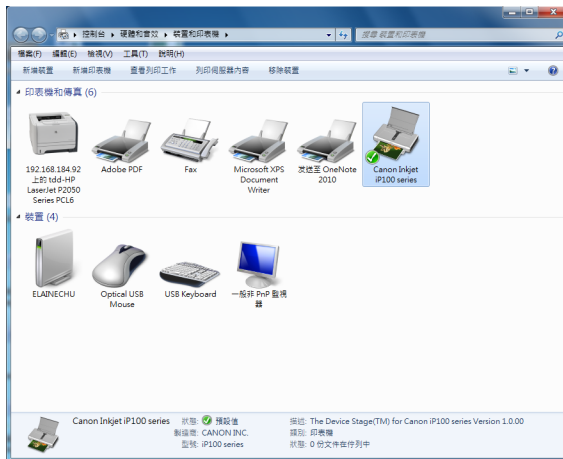 控制台 ▸ 硬體和音效 ▸ 裝置和印表機 ▸
搜尋 裝置和印表機
檔案(F) 編輯(E) 檢視(V) 工具(T) 說明(H)
新增裝置 新增印表機 查看列印工作 列印伺服器內容 移除裝置
印表機和傳真 (6)
192.168.184.92
上的 tdd-HP
LaserJet P2050
Series PCL6
Adobe PDF
Fax
Microsoft XPS
Document
Writer
发送至 OneNote
2010
Canon Inkjet
iP100 series
裝置 (4)
ELAINECHU
Optical USB
Mouse
USB Keyboard
一般非 PnP 監視
器
Canon Inkjet iP100 series 狀態: 預設值 描述: The Device Stage(TM) for Canon iP100 series Version 1.0.00
製造商: CANON INC. 類別: 印表機
型號: iP100 series 狀態: 0 份文件在佇列中